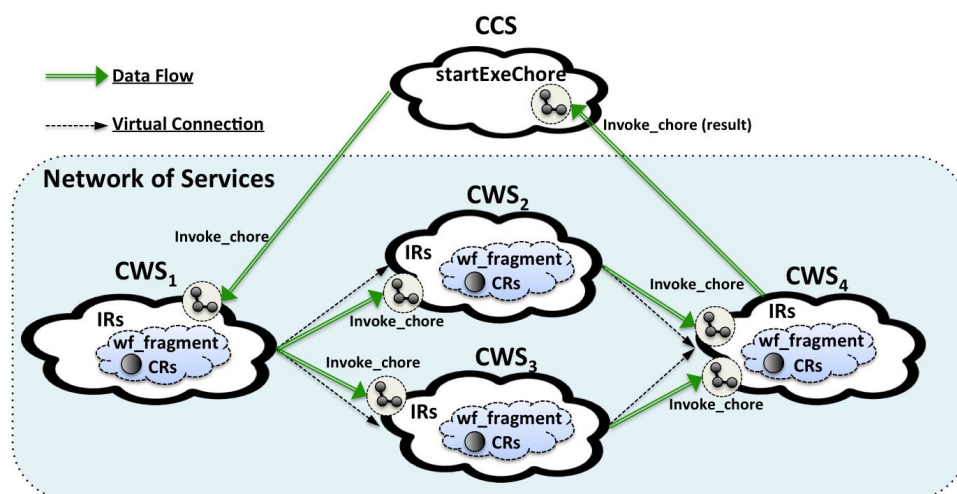 CCS
startExeChore
Data Flow
Virtual Connection
Invoke_chore (result)
Network of Services
Invoke_chore
CWS1
IRs
wf_fragment
CRs
CWS2
IRs
wf_fragment
CRs
Invoke_chore
Invoke_chore
CWS3
IRs
wf_fragment
CRs
Invoke_chore
CWS4
IRs
wf_fragment
CRs
Invoke_chore